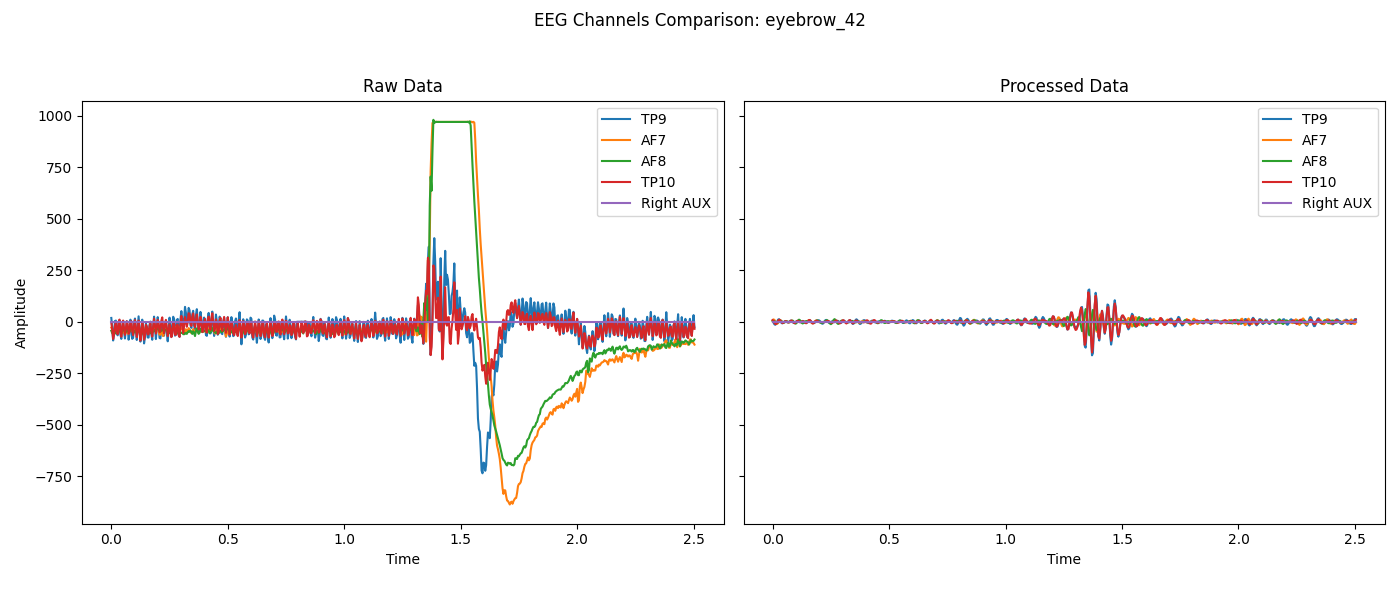 EEG Channels Comparison: eyebrow_42
Raw Data
Amplitude
1000
750
500
250
0
−250
−500
−750
TP9
AF7
AF8
TP10
Right AUX
0.0 0.5 1.0 1.5 2.0 2.5
Time
Processed Data
TP9
AF7
AF8
TP10
Right AUX
0.0 0.5 1.0 1.5 2.0 2.5
Time